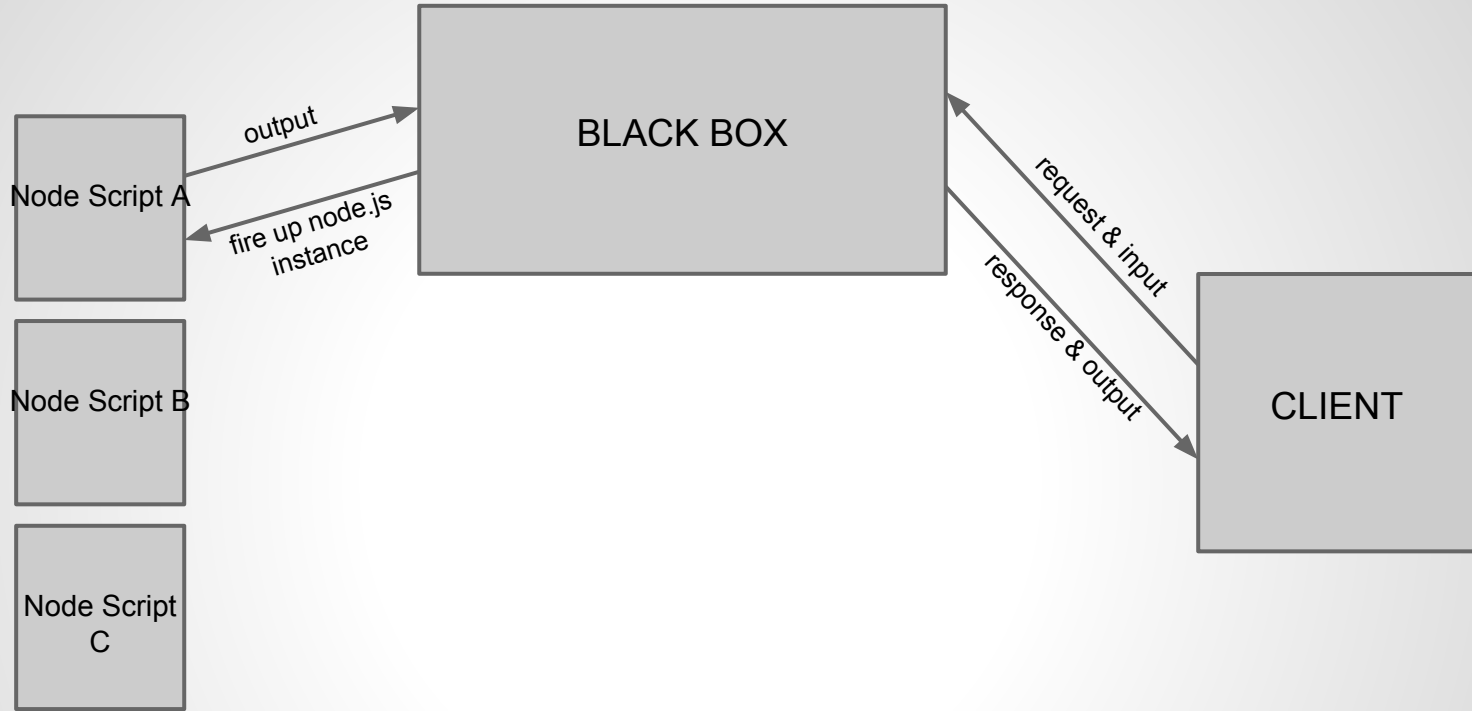 BLACK BOX
output
fire up node.js
instance
request & input
response & output
Node Script A
Node Script B
Node Script
C
CLIENT